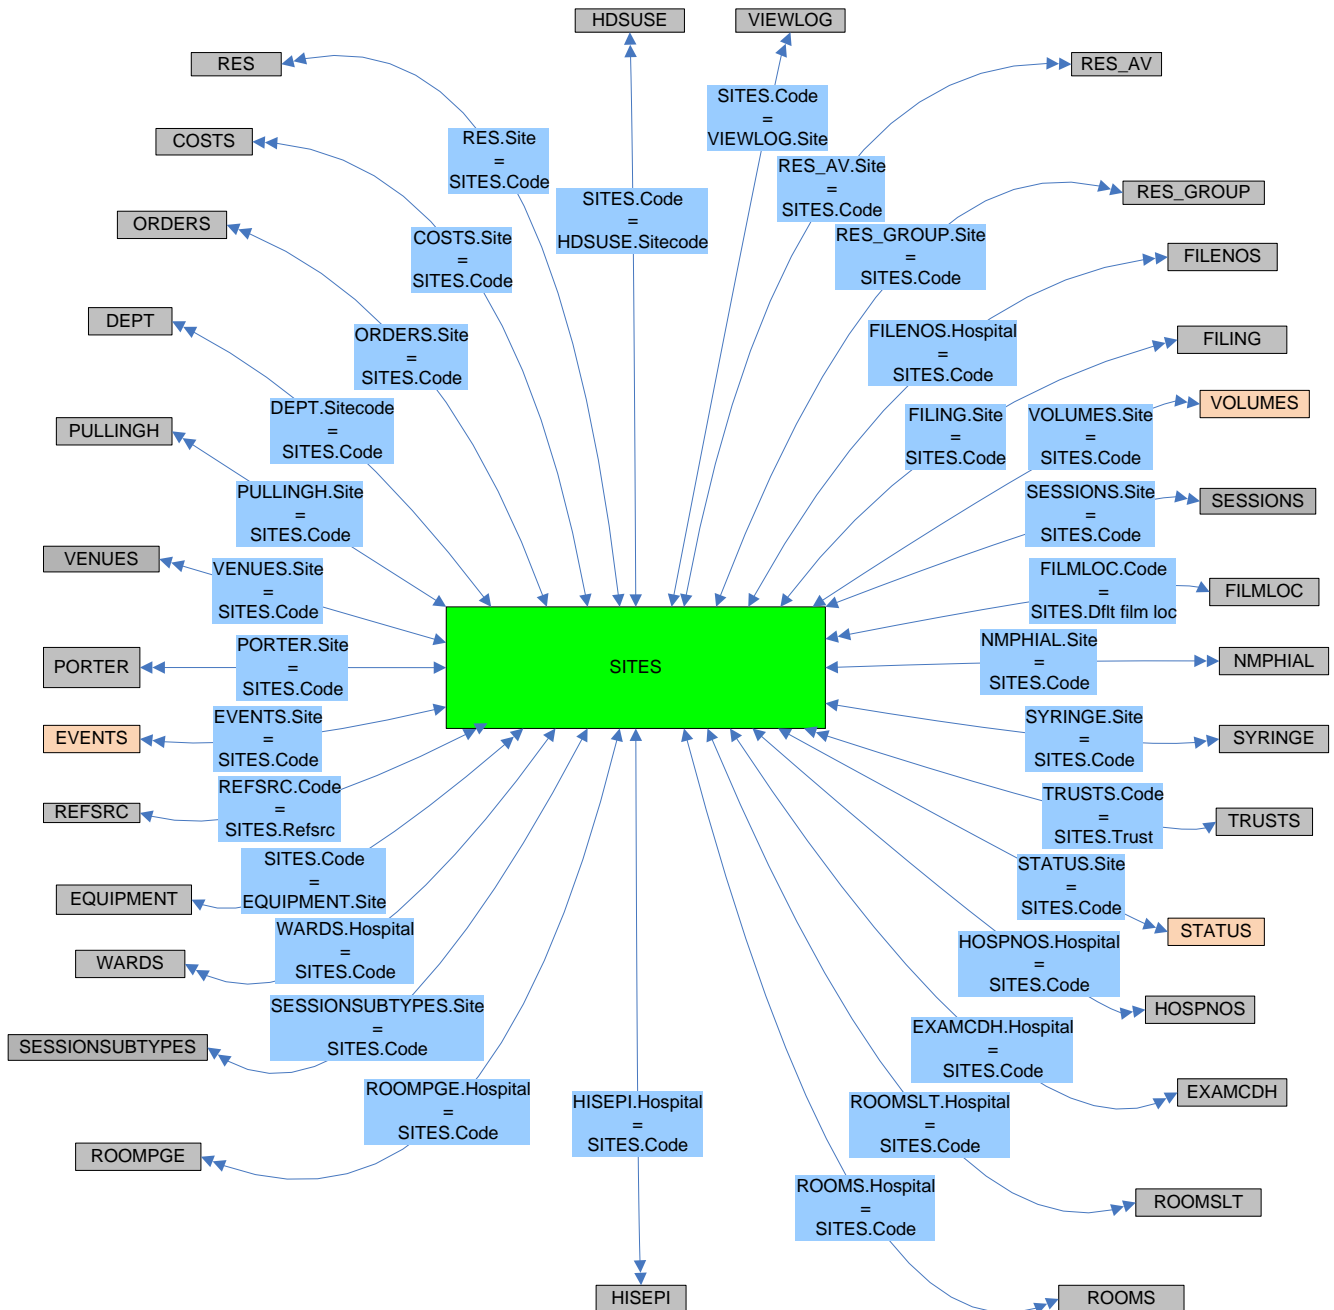 HDSUSE
VIEWLOG
RES
RES_AV
COSTS
RES_GROUP
ORDERS
FILENOS
DEPT
FILING
PULLINGH
VOLUMES
VENUES
SESSIONS
FILMLOC
PORTER
NMPHIAL
EVENTS
SYRINGE
REFSRC
TRUSTS
EQUIPMENT
STATUS
WARDS
HOSPNOS
SESSIONSUBTYPES
EXAMCDH
ROOMPGE
ROOMSLT
HISEPI
ROOMS
SITES
SITES.Code
=
VIEWLOG.Site
RES.Site
=
SITES.Code
RES_AV.Site
=
SITES.Code
SITES.Code
=
HDSUSE.Sitecode
COSTS.Site
=
SITES.Code
RES_GROUP.Site
=
SITES.Code
ORDERS.Site
=
SITES.Code
FILENOS.Hospital
=
SITES.Code
DEPT.Sitecode
=
SITES.Code
FILING.Site
=
SITES.Code
VOLUMES.Site
=
SITES.Code
PULLINGH.Site
=
SITES.Code
SESSIONS.Site
=
SITES.Code
VENUES.Site
=
SITES.Code
FILMLOC.Code
=
SITES.Dflt film loc
PORTER.Site
=
SITES.Code
NMPHIAL.Site
=
SITES.Code
EVENTS.Site
=
SITES.Code
SYRINGE.Site
=
SITES.Code
REFSRC.Code
=
SITES.Refsrc
TRUSTS.Code
=
SITES.Trust
SITES.Code
=
EQUIPMENT.Site
STATUS.Site
=
SITES.Code
WARDS.Hospital
=
SITES.Code
HOSPNOS.Hospital
=
SITES.Code
SESSIONSUBTYPES.Site
=
SITES.Code
EXAMCDH.Hospital
=
SITES.Code
ROOMPGE.Hospital
=
SITES.Code
HISEPI.Hospital
=
SITES.Code
ROOMSLT.Hospital
=
SITES.Code
ROOMS.Hospital
=
SITES.Code